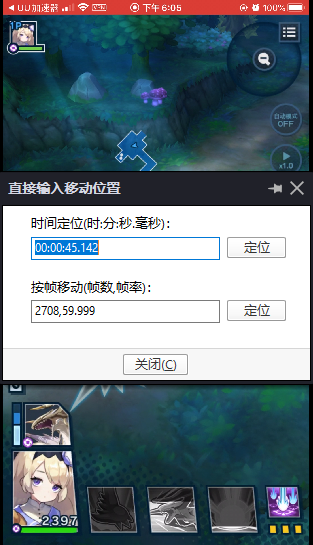 ◀ UU加速器 下午 6:05 100%
1P
自动模式
OFF
x1.0
直接输入移动位置
时间定位(时:分:秒.毫秒):
00:00:45.142 定位
按帧移动(帧数,帧率):
2708,59.999 定位
关闭(C)
2397